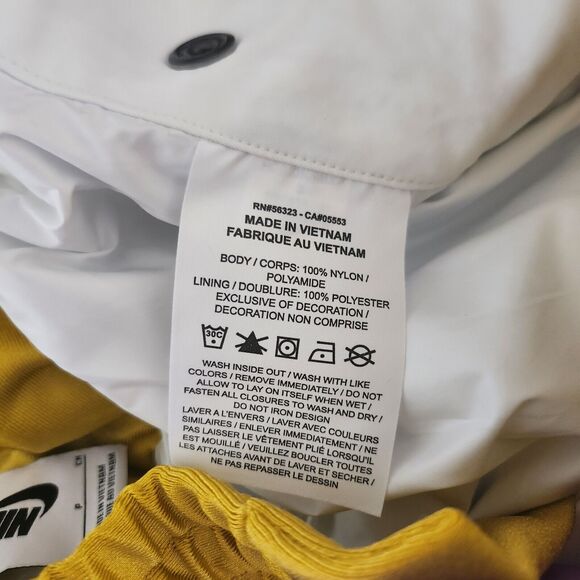 RN#56323 - CA#05553
MADE IN VIETNAM
FABRIQUE AU VIETNAM
BODY / CORPS: 100% NYLON /
POLYAMIDE
LINING / DOUBLURE: 100% POLYESTER
EXCLUSIVE OF DECORATION /
DECORATION NON COMPRISE
30C
WASH INSIDE OUT / WASH WITH LIKE
COLORS / REMOVE IMMEDIATELY / DO NOT
ALLOW TO LAY ON ITSELF WHEN WET /
FASTEN ALL CLOSURES TO WASH AND DRY /
DO NOT IRON DESIGN
LAVER A L'ENVERS / LAVER AVEC COULEURS
SIMILAIRES / ENLEVER IMMEDIATEMENT / NE
PAS LAISSER LE VÊTEMENT PLIÉ LORSQU'IL
EST MOUILLÉ / VEUILLEZ BOUCLER TOUTES
LES ATTACHES AVANT DE LAVER ET SECHER /
NE PAS REPASSER LE DESSIN